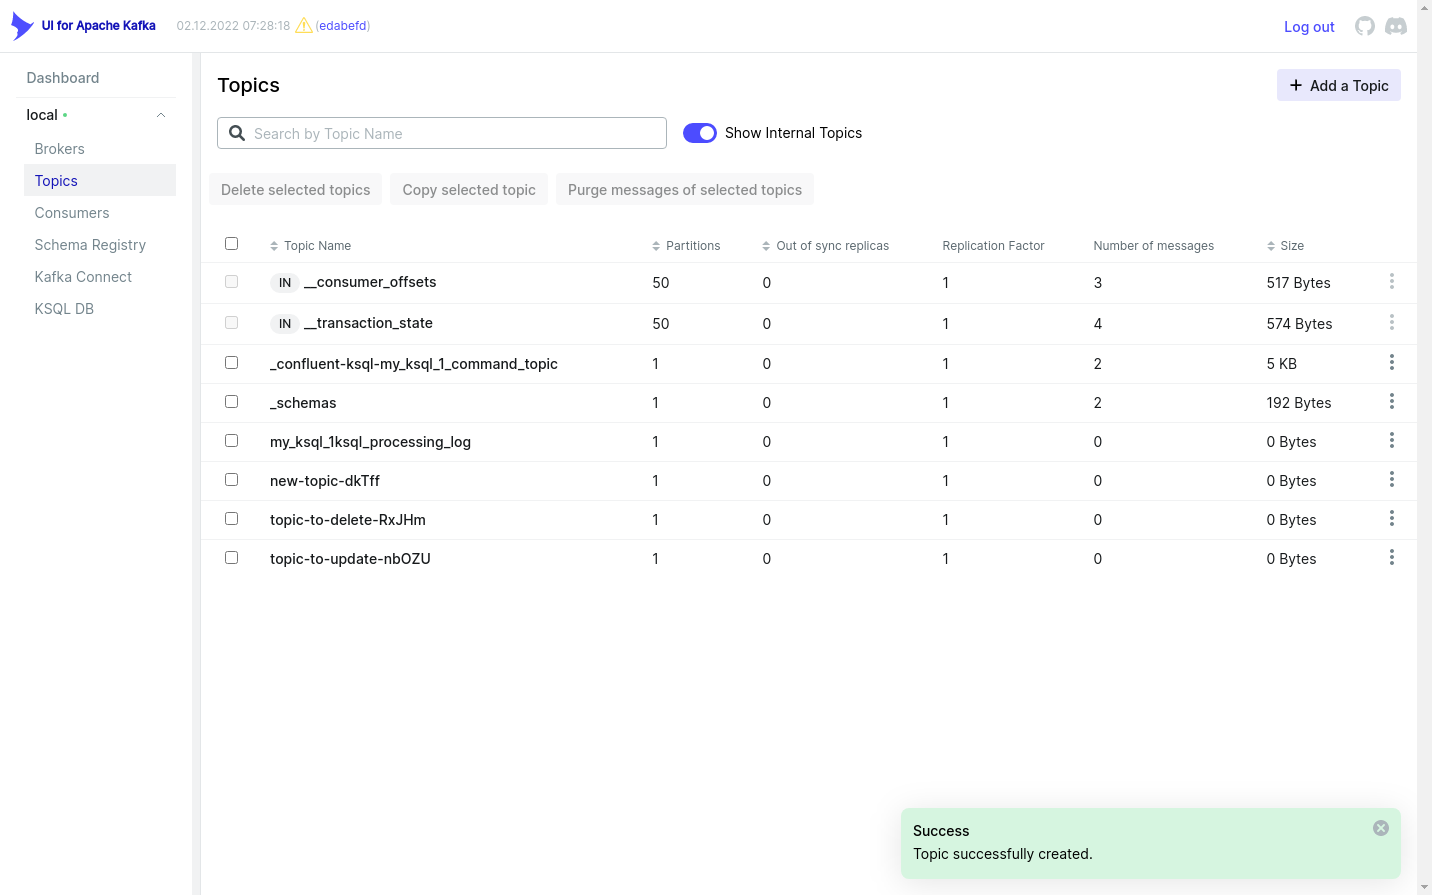 UI for Apache Kafka 02.12.2022 07:28:18 (edabefd) Log out
Dashboard
local
Brokers
Topics
Consumers
Schema Registry
Kafka Connect
KSQL DB
Topics
Add a Topic
Search by Topic Name
Show Internal Topics
Delete selected topics Copy selected topic Purge messages of selected topics
Topic Name Partitions Out of sync replicas Replication Factor Number of messages Size
IN __consumer_offsets 50 0 1 3 517 Bytes
IN __transaction_state 50 0 1 4 574 Bytes
_confluent-ksql-my_ksql_1_command_topic 1 0 1 2 5 KB
_schemas 1 0 1 2 192 Bytes
my_ksql_1ksql_processing_log 1 0 1 0 0 Bytes
new-topic-dkTff 1 0 1 0 0 Bytes
topic-to-delete-RxJHm 1 0 1 0 0 Bytes
topic-to-update-nbOZU 1 0 1 0 0 Bytes
Success
Topic successfully created.